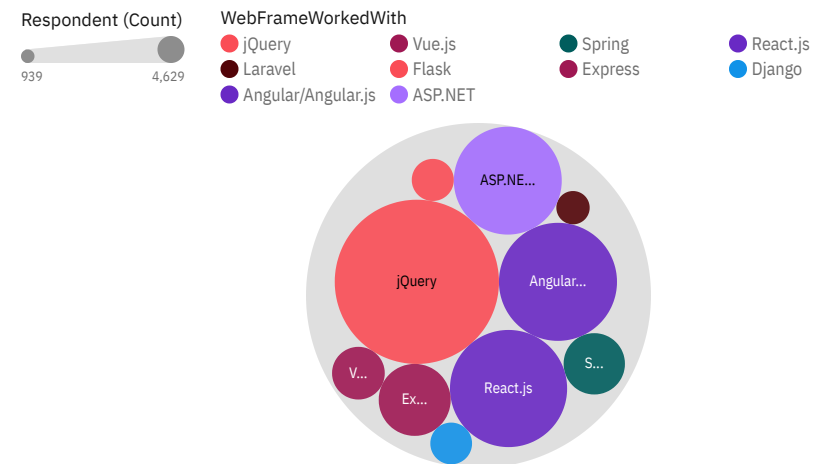 Respondent (Count)
939 4,629
WebFrameWorkedWith
jQuery Vue.js Spring React.js
Laravel Flask Express Django
Angular/Angular.js ASP.NET
ASP.NE...
jQuery
Angular...
V...
Ex...
React.js
S...